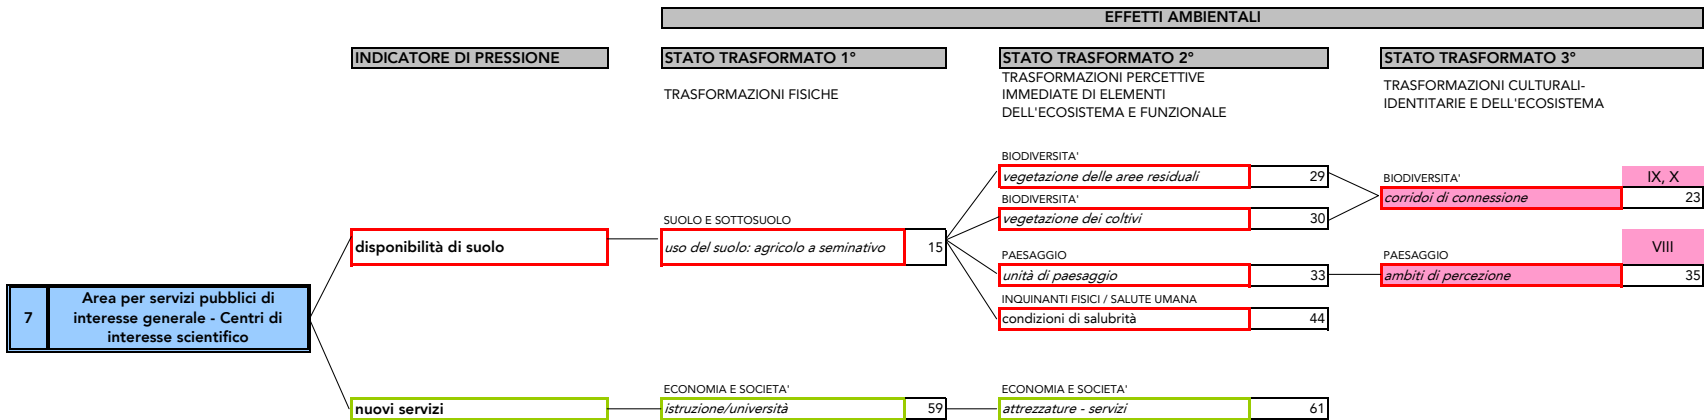 EFFETTI AMBIENTALI
INDICATORE DI PRESSIONE
STATO TRASFORMATO 1°
STATO TRASFORMATO 2°
STATO TRASFORMATO 3°
TRASFORMAZIONI FISICHE
TRASFORMAZIONI PERCETTIVE
IMMEDIATE DI ELEMENTI
DELL'ECOSISTEMA E FUNZIONALE
TRASFORMAZIONI CULTURALI-
IDENTITARIE E DELL'ECOSISTEMA
BIODIVERSITA'
vegetazione delle aree residuali 29
BIODIVERSITA' IX, X
corridoi di connessione 23
BIODIVERSITA'
vegetazione dei coltivi 30
SUOLO E SOTTOSUOLO
disponibilità di suolo
uso del suolo: agricolo a seminativo 15
PAESAGGIO
unità di paesaggio 33
VIII
PAESAGGIO
ambiti di percezione 35
INQUINANTI FISICI / SALUTE UMANA
condizioni di salubrità 44
7
Area per servizi pubblici di
interesse generale - Centri di
interesse scientifico
ECONOMIA E SOCIETA'
ECONOMIA E SOCIETA'
nuovi servizi
istruzione/università 59
attrezzature - servizi 61